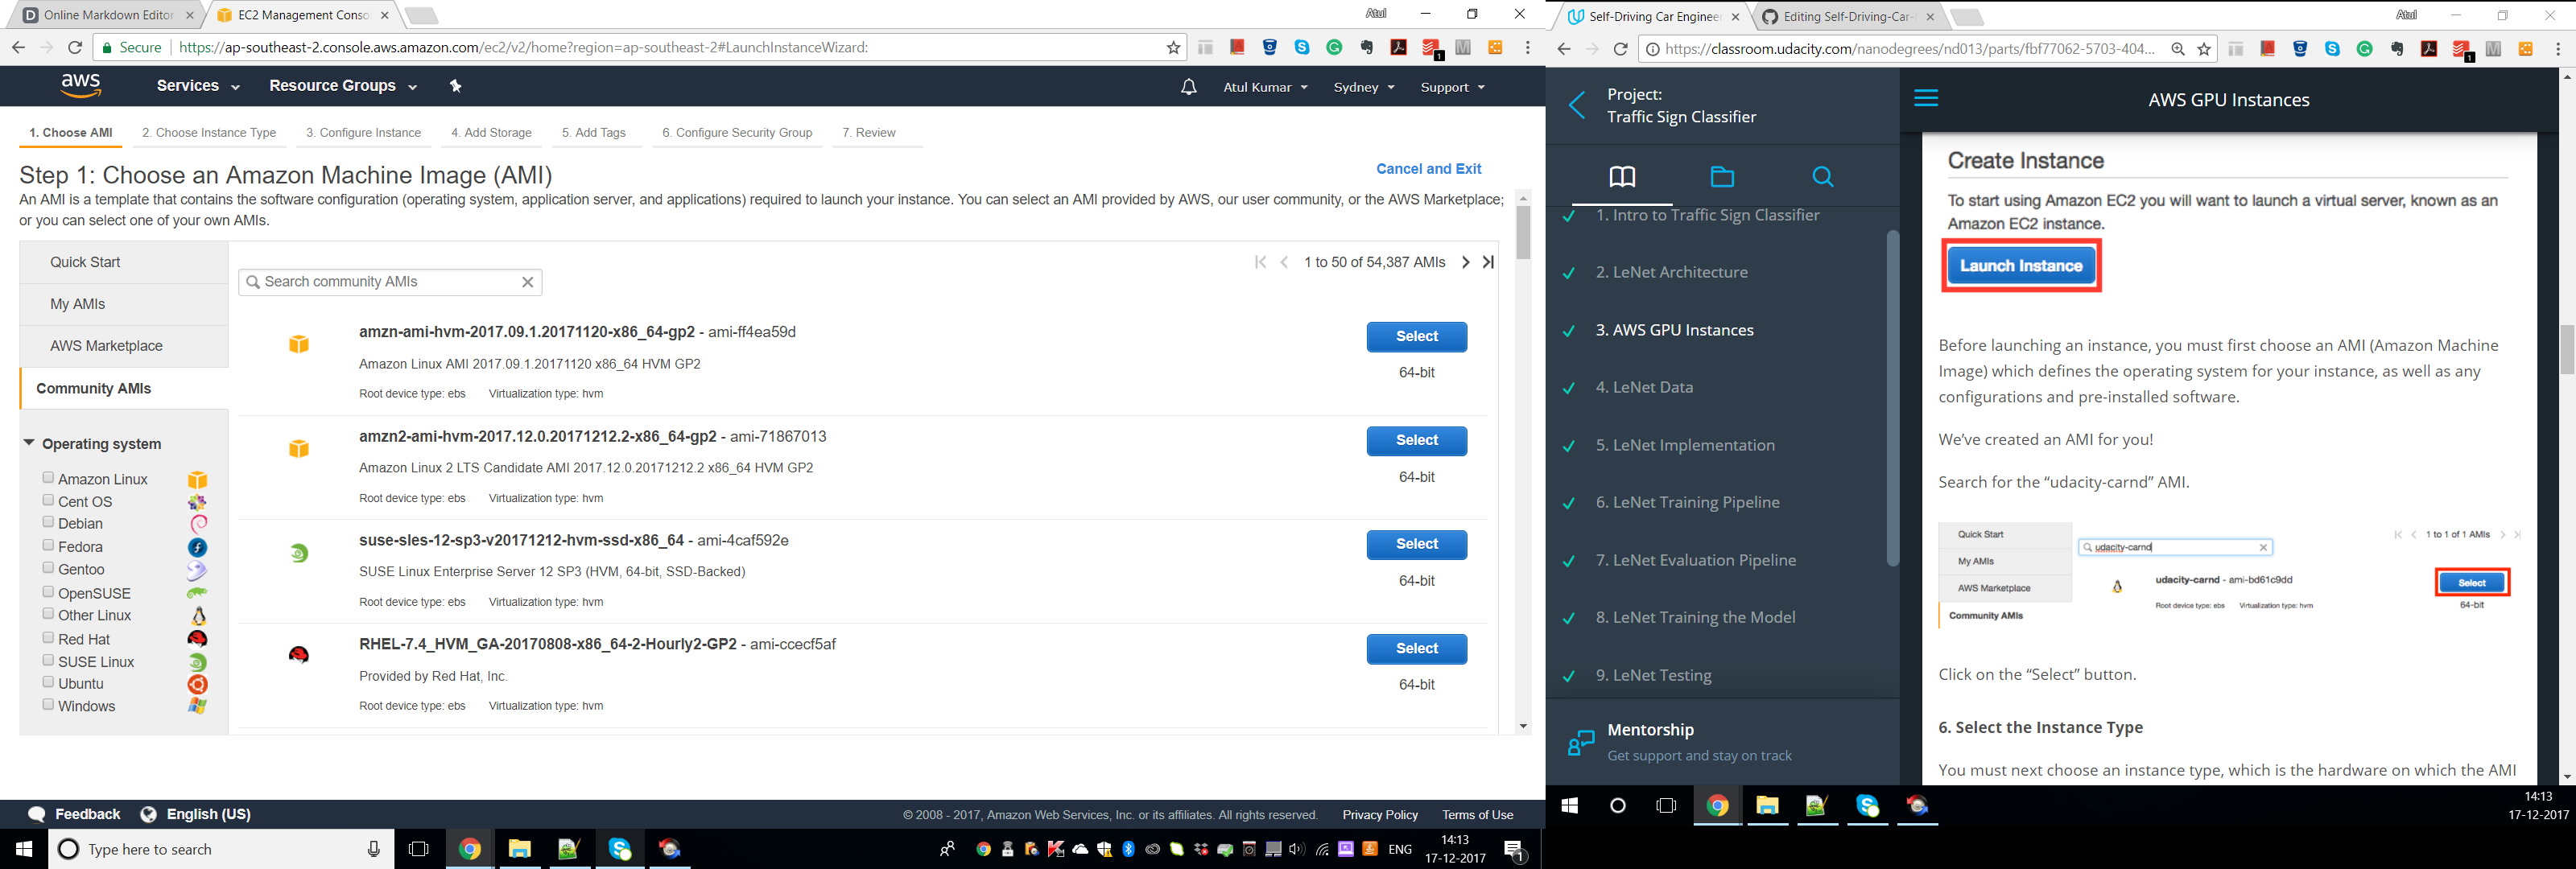 Online Markdown Editor
EC2 Management Conso
Atul
Secure
https://ap-southeast-2.console.aws.amazon.com/ec2/v2/home?region=ap-southeast-2#LaunchInstanceWizard:
1
aws
Services
Resource Groups
Atul Kumar
Sydney
Support
1. Choose AMI
2. Choose Instance Type
3. Configure Instance
4. Add Storage
5. Add Tags
6. Configure Security Group
7. Review
Step 1: Choose an Amazon Machine Image (AMI)
Cancel and Exit
An AMI is a template that contains the software configuration (operating system, application server, and applications) required to launch your instance. You can select an AMI provided by AWS, our user community, or the AWS Marketplace;
or you can select one of your own AMIs.
Quick Start
My AMIs
AWS Marketplace
Community AMIs
Operating system
Amazon Linux
Cent OS
Debian
Fedora
Gentoo
OpenSUSE
Other Linux
Red Hat
SUSE Linux
Ubuntu
Windows
Search community AMIs
1 to 50 of 54,387 AMIs
amzn-ami-hvm-2017.09.1.20171120-x86_64-gp2 - ami-ff4ea59d
Amazon Linux AMI 2017.09.1.20171120 x86_64 HVM GP2
Root device type: ebs Virtualization type: hvm
Select
64-bit
amzn2-ami-hvm-2017.12.0.20171212.2-x86_64-gp2 - ami-71867013
Amazon Linux 2 LTS Candidate AMI 2017.12.0.20171212.2 x86_64 HVM GP2
Root device type: ebs Virtualization type: hvm
Select
64-bit
suse-sles-12-sp3-v20171212-hvm-ssd-x86_64 - ami-4caf592e
SUSE Linux Enterprise Server 12 SP3 (HVM, 64-bit, SSD-Backed)
Root device type: ebs Virtualization type: hvm
Select
64-bit
RHEL-7.4_HVM_GA-20170808-x86_64-2-Hourly2-GP2 - ami-ccecf5af
Provided by Red Hat, Inc.
Root device type: ebs Virtualization type: hvm
Select
64-bit
Feedback
English (US)
© 2008 - 2017, Amazon Web Services, Inc. or its affiliates. All rights reserved.
Privacy Policy
Terms of Use
Type here to search
ENG
14:13
17-12-2017
1
Self-Driving Car Engineer
Editing Self-Driving-Car-
Atul
https://classroom.udacity.com/nanodegrees/nd013/parts/fbf77062-5703-404...
1
Project:
Traffic Sign Classifier
1. Intro to Traffic Sign Classifier
2. LeNet Architecture
3. AWS GPU Instances
4. LeNet Data
5. LeNet Implementation
6. LeNet Training Pipeline
7. LeNet Evaluation Pipeline
8. LeNet Training the Model
9. LeNet Testing
Mentorship
Get support and stay on track
AWS GPU Instances
Create Instance
To start using Amazon EC2 you will want to launch a virtual server, known as an
Amazon EC2 instance.
Launch Instance
Before launching an instance, you must first choose an AMI (Amazon Machine
Image) which defines the operating system for your instance, as well as any
configurations and pre-installed software.
We've created an AMI for you!
Search for the “udacity-carnd” AMI.
Quick Start
My AMIs
AWS Marketplace
Community AMIs
udacity-carnd
1 to 1 of 1 AMIs
udacity-carnd - ami-bd61c9dd
Root device type: ebs Virtualization type: hvm
Select
64-bit
Click on the “Select” button.
6. Select the Instance Type
You must next choose an instance type, which is the hardware on which the AMI
14:13
17-12-2017